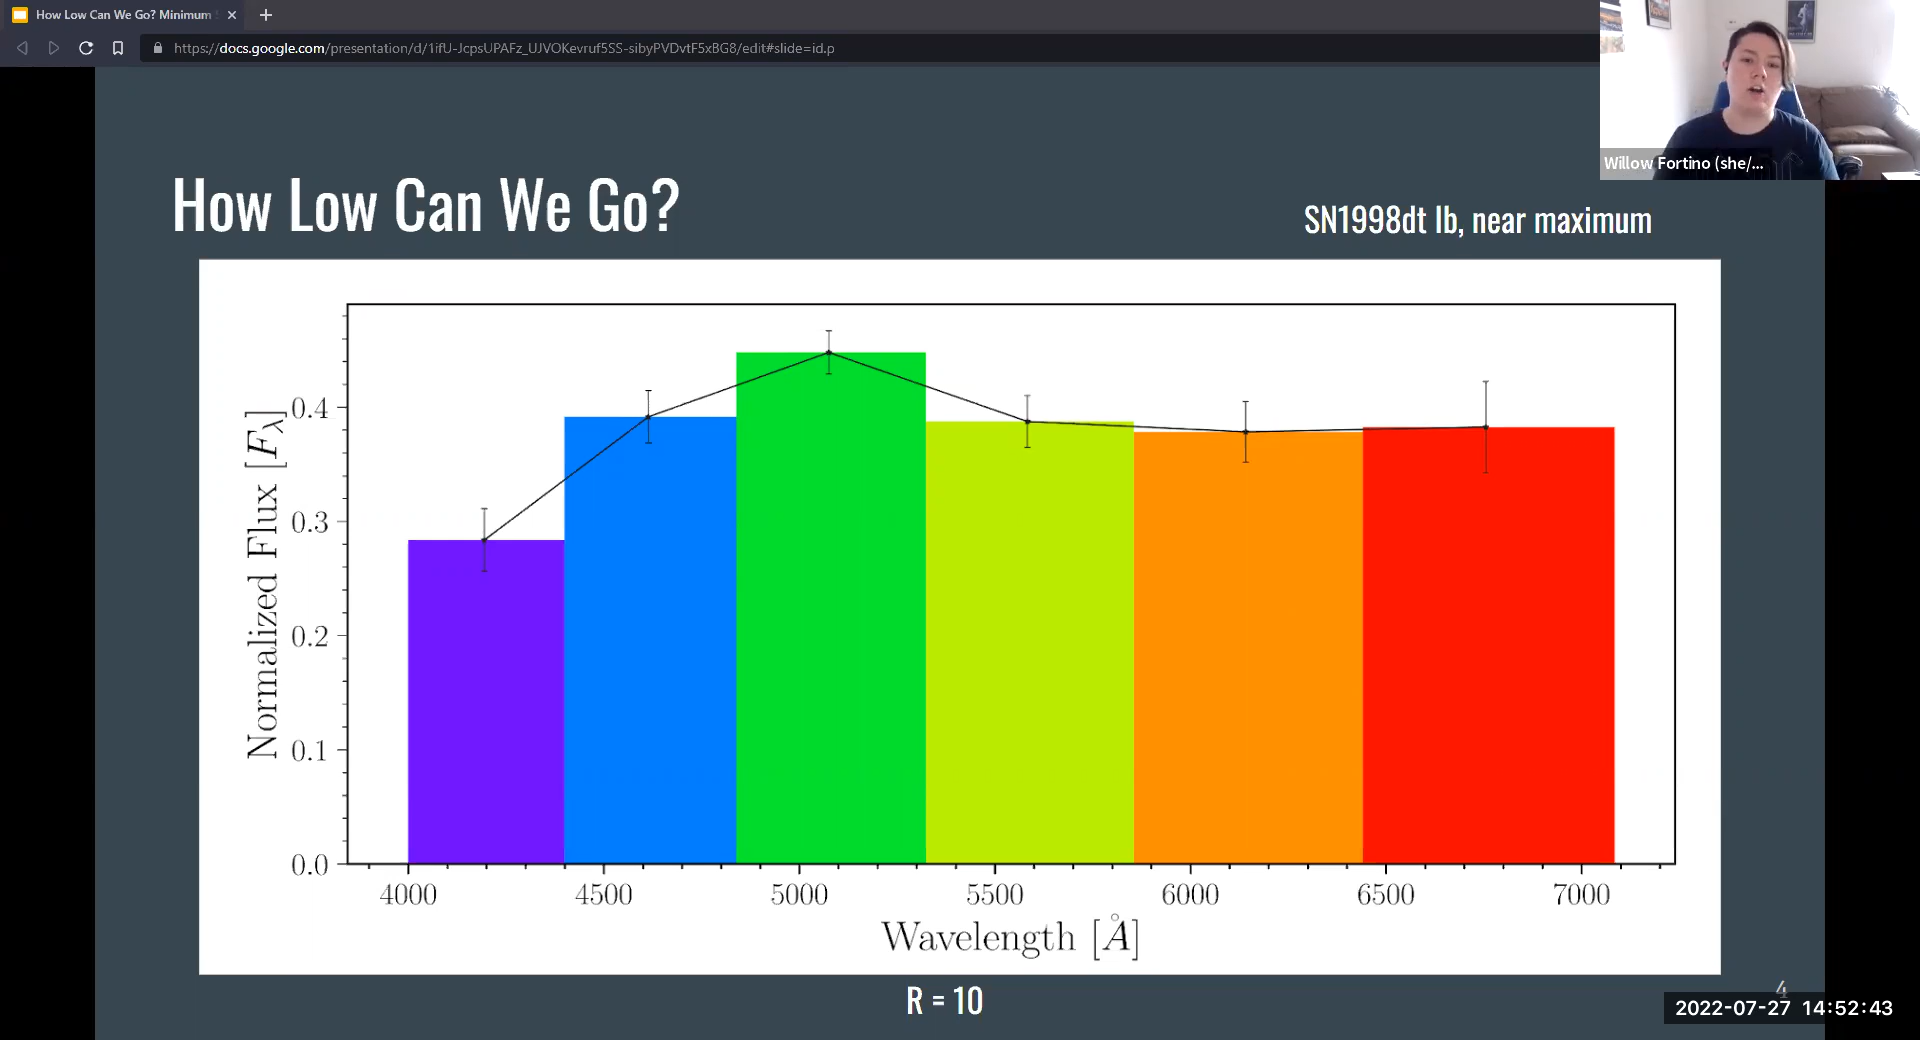 How Low Can We Go? Minimum
https://docs.google.com/presentation/d/1ifU-JcpsUPAFz_UJVOKevruf5SS-sibyPVDvtF5xBG8/edit#slide=id.p
Willow Fortino (she/...
How Low Can We Go?
SN1998dt Ib, near maximum
Normalized Flux [Fλ]
0.4
0.3
0.2
0.1
0.0
4000 4500 5000 5500 6000 6500 7000
Wavelength [Å]
R = 10
4
2022-07-27 14:52:43